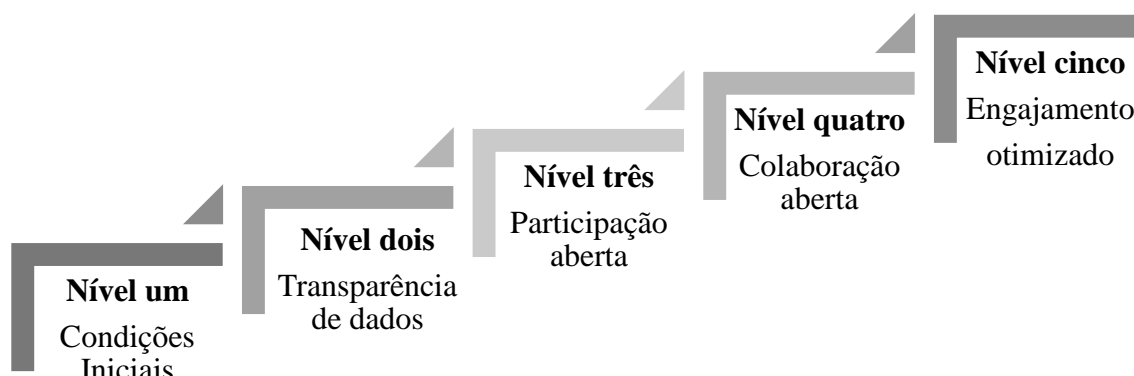 Nível um
Condições
Iniciais
Nível dois
Transparência
de dados
Nível três
Participação
aberta
Nível quatro
Colaboração
aberta
Nível cinco
Engajamento
otimizado